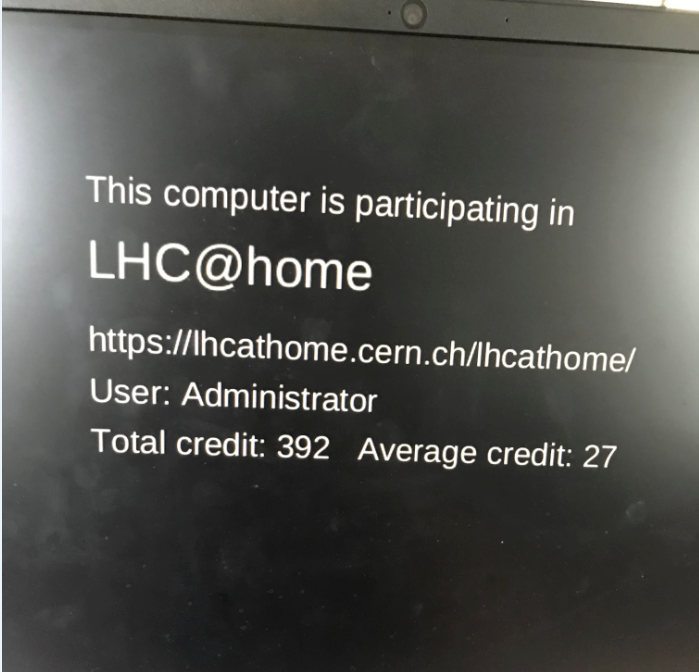 This computer is participating in
LHC@home
https://lhcathome.cern.ch/lhcathome/
User: Administrator
Total credit: 392 Average credit: 27